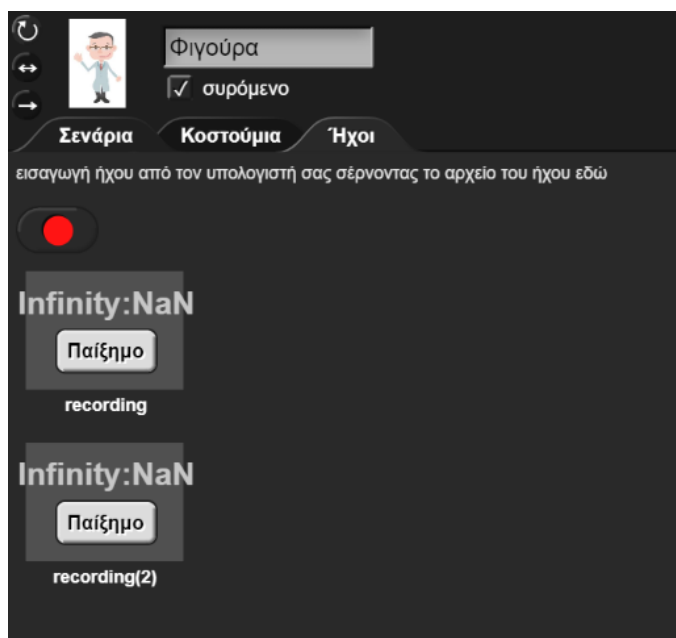 Φιγούρα
συρόμενο
Σενάρια Κοστούμια Ήχοι
εισαγωγή ήχου από τον υπολογιστή σας σέρνοντας το αρχείο του ήχου εδώ
Infinity:NaN
Παίξημο
recording
Infinity:NaN
Παίξημο
recording(2)